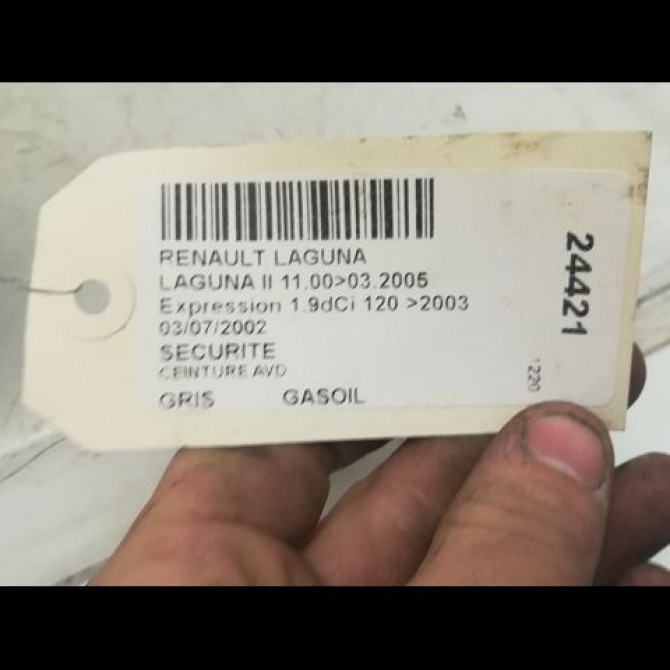 RENAULT LAGUNA
LAGUNA II 11.00>03.2005
Expression 1.9dCi 120 >2003
03/07/2002
SECURITE
CEINTURE AVD
GRIS GASOIL
24421
1220